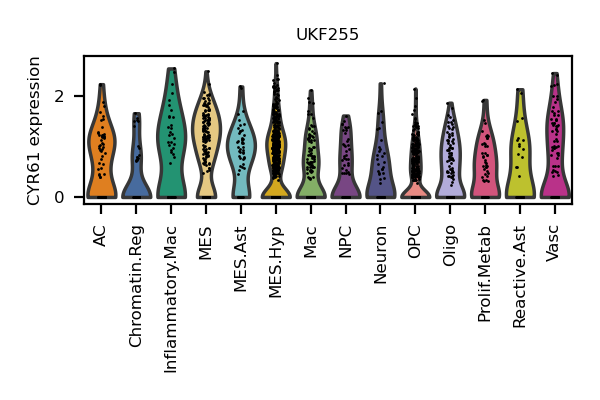 UKF255
CYR61 expression
2
0
AC
Chromatin.Reg
Inflammatory.Mac
MES
MES.Ast
MES.Hyp
Mac
NPC
Neuron
OPC
Oligo
Prolif.Metab
Reactive.Ast
Vasc